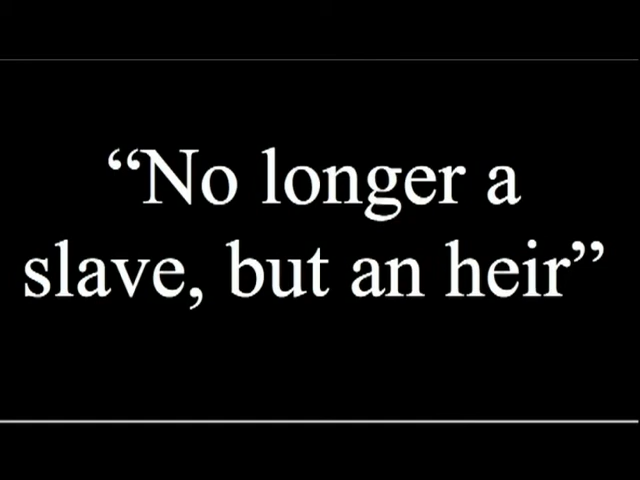 “No longer a
slave, but an heir”